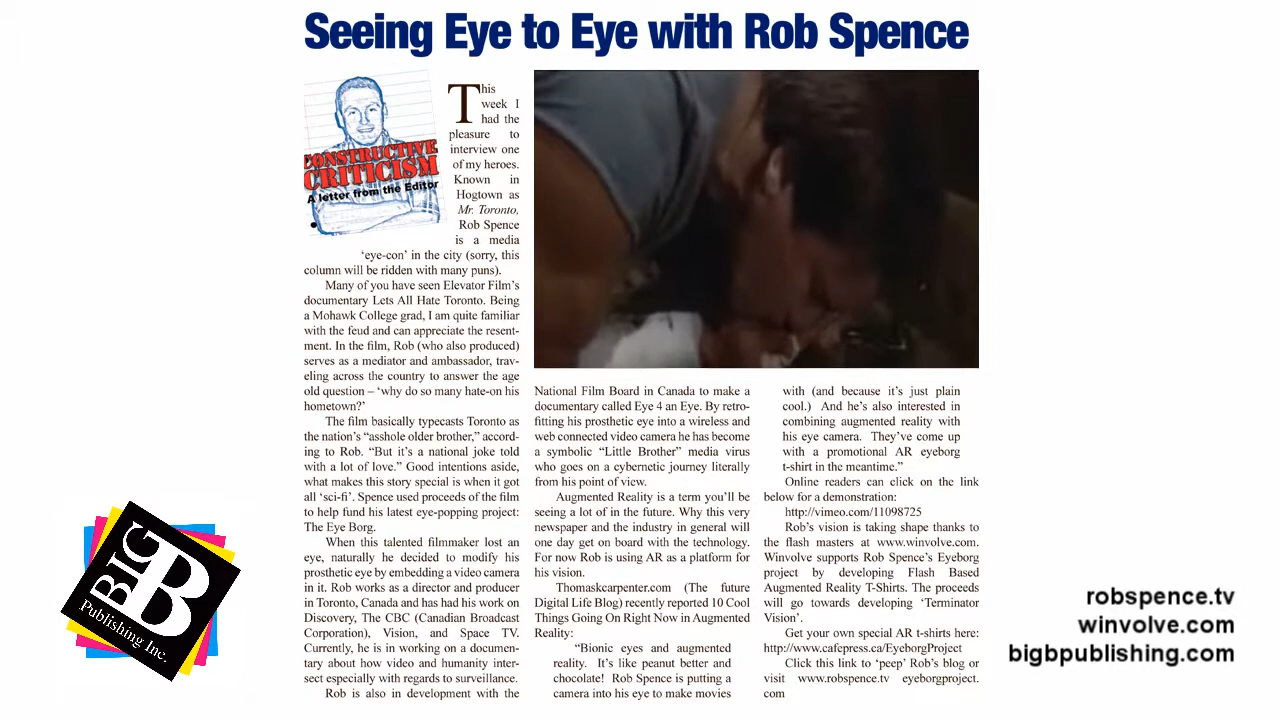 Seeing Eye to Eye with Rob Spence
CONSTRUCTIVE
CRITICISM
A letter from the Editor
This
week I
had the
pleasure to
interview one
of my heroes.
Known in
Hogtown as
Mr. Toronto,
Rob Spence
is a media
‘eye-con’ in the city (sorry, this
column will be ridden with many puns).
Many of you have seen Elevator Film’s
documentary Lets All Hate Toronto. Being
a Mohawk College grad, I am quite familiar
with the feud and can appreciate the resent-
ment. In the film, Rob (who also produced)
serves as a mediator and ambassador, trav-
eling across the country to answer the age
old question – ‘why do so many hate-on his
hometown?’
The film basically typecasts Toronto as
the nation’s “asshole older brother,” accord-
ing to Rob. “But it’s a national joke told
with a lot of love.” Good intentions aside,
what makes this story special is when it got
all ‘sci-fi’. Spence used proceeds of the film
to help fund his latest eye-popping project:
The Eye Borg.
When this talented filmmaker lost an
eye, naturally he decided to modify his
prosthetic eye by embedding a video camera
in it. Rob works as a director and producer
in Toronto, Canada and has had his work on
Discovery, The CBC (Canadian Broadcast
Corporation), Vision, and Space TV.
Currently, he is in working on a documen-
tary about how video and humanity inter-
sect especially with regards to surveillance.
Rob is also in development with the
National Film Board in Canada to make a
documentary called Eye 4 an Eye. By retro-
fitting his prosthetic eye into a wireless and
web connected video camera he has become
a symbolic “Little Brother” media virus
who goes on a cybernetic journey literally
from his point of view.
Augmented Reality is a term you’ll be
seeing a lot of in the future. Why this very
newspaper and the industry in general will
one day get on board with the technology.
For now Rob is using AR as a platform for
his vision.
Thomaskcarpenter.com (The future
Digital Life Blog) recently reported 10 Cool
Things Going On Right Now in Augmented
Reality:
“Bionic eyes and augmented
reality. It’s like peanut better and
chocolate! Rob Spence is putting a
camera into his eye to make movies
with (and because it’s just plain
cool.) And he’s also interested in
combining augmented reality with
his eye camera. They’ve come up
with a promotional AR eyeborg
t-shirt in the meantime.”
Online readers can click on the link
below for a demonstration:
http://vimeo.com/11098725
Rob’s vision is taking shape thanks to
the flash masters at www.winvolve.com.
Winvolve supports Rob Spence’s Eyeborg
project by developing Flash Based
Augmented Reality T-Shirts. The proceeds
will go towards developing ‘Terminator
Vision’.
Get your own special AR t-shirts here:
http://www.cafepress.ca/EyeborgProject
Click this link to ‘peep’ Rob’s blog or
visit www.robspence.tv eyeborgproject.
com
BIG
B
Publishing Inc.
robspence.tv
winvolve.com
bigbpublishing.com